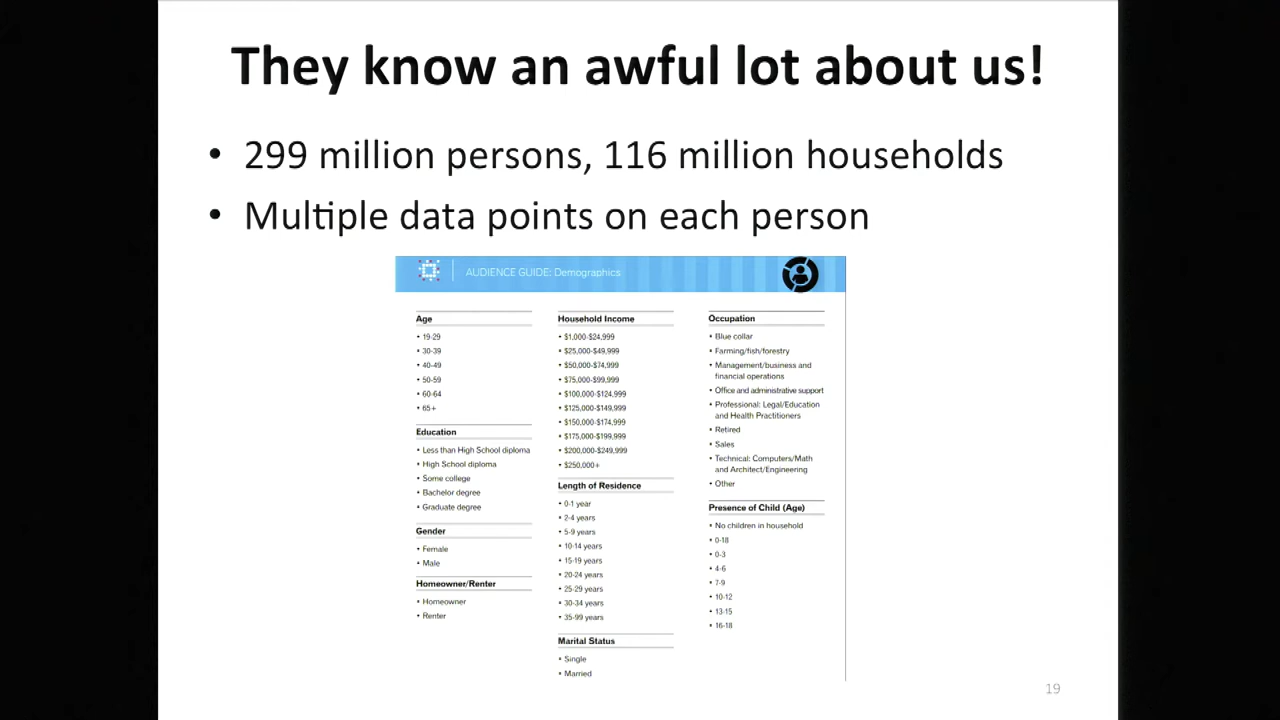 They know an awful lot about us!
• 299 million persons, 116 million households
• Multiple data points on each person
AUDIENCE GUIDE: Demographics
Age
• 19-29
• 30-39
• 40-49
• 50-59
• 60-64
• 65+
Education
• Less than High School diploma
• High School diploma
• Some college
• Bachelor degree
• Graduate degree
Gender
• Female
• Male
Homeowner/Renter
• Homeowner
• Renter
Household Income
• $1,000-$24,999
• $25,000-$49,999
• $50,000-$74,999
• $75,000-$99,999
• $100,000-$124,999
• $125,000-$149,999
• $150,000-$174,999
• $175,000-$199,999
• $200,000-$249,999
• $250,000+
Length of Residence
• 0-1 year
• 2-4 years
• 5-9 years
• 10-14 years
• 15-19 years
• 20-24 years
• 25-29 years
• 30-34 years
• 35-99 years
Marital Status
• Single
• Married
Occupation
• Blue collar
• Farming/fish/forestry
• Management/business and
financial operations
• Office and administrative support
• Professional: Legal/Education
and Health Practitioners
• Retired
• Sales
• Technical: Computers/Math
and Architect/Engineering
• Other
Presence of Child (Age)
• No children in household
• 0-18
• 0-3
• 4-6
• 7-9
• 10-12
• 13-15
• 16-18
19